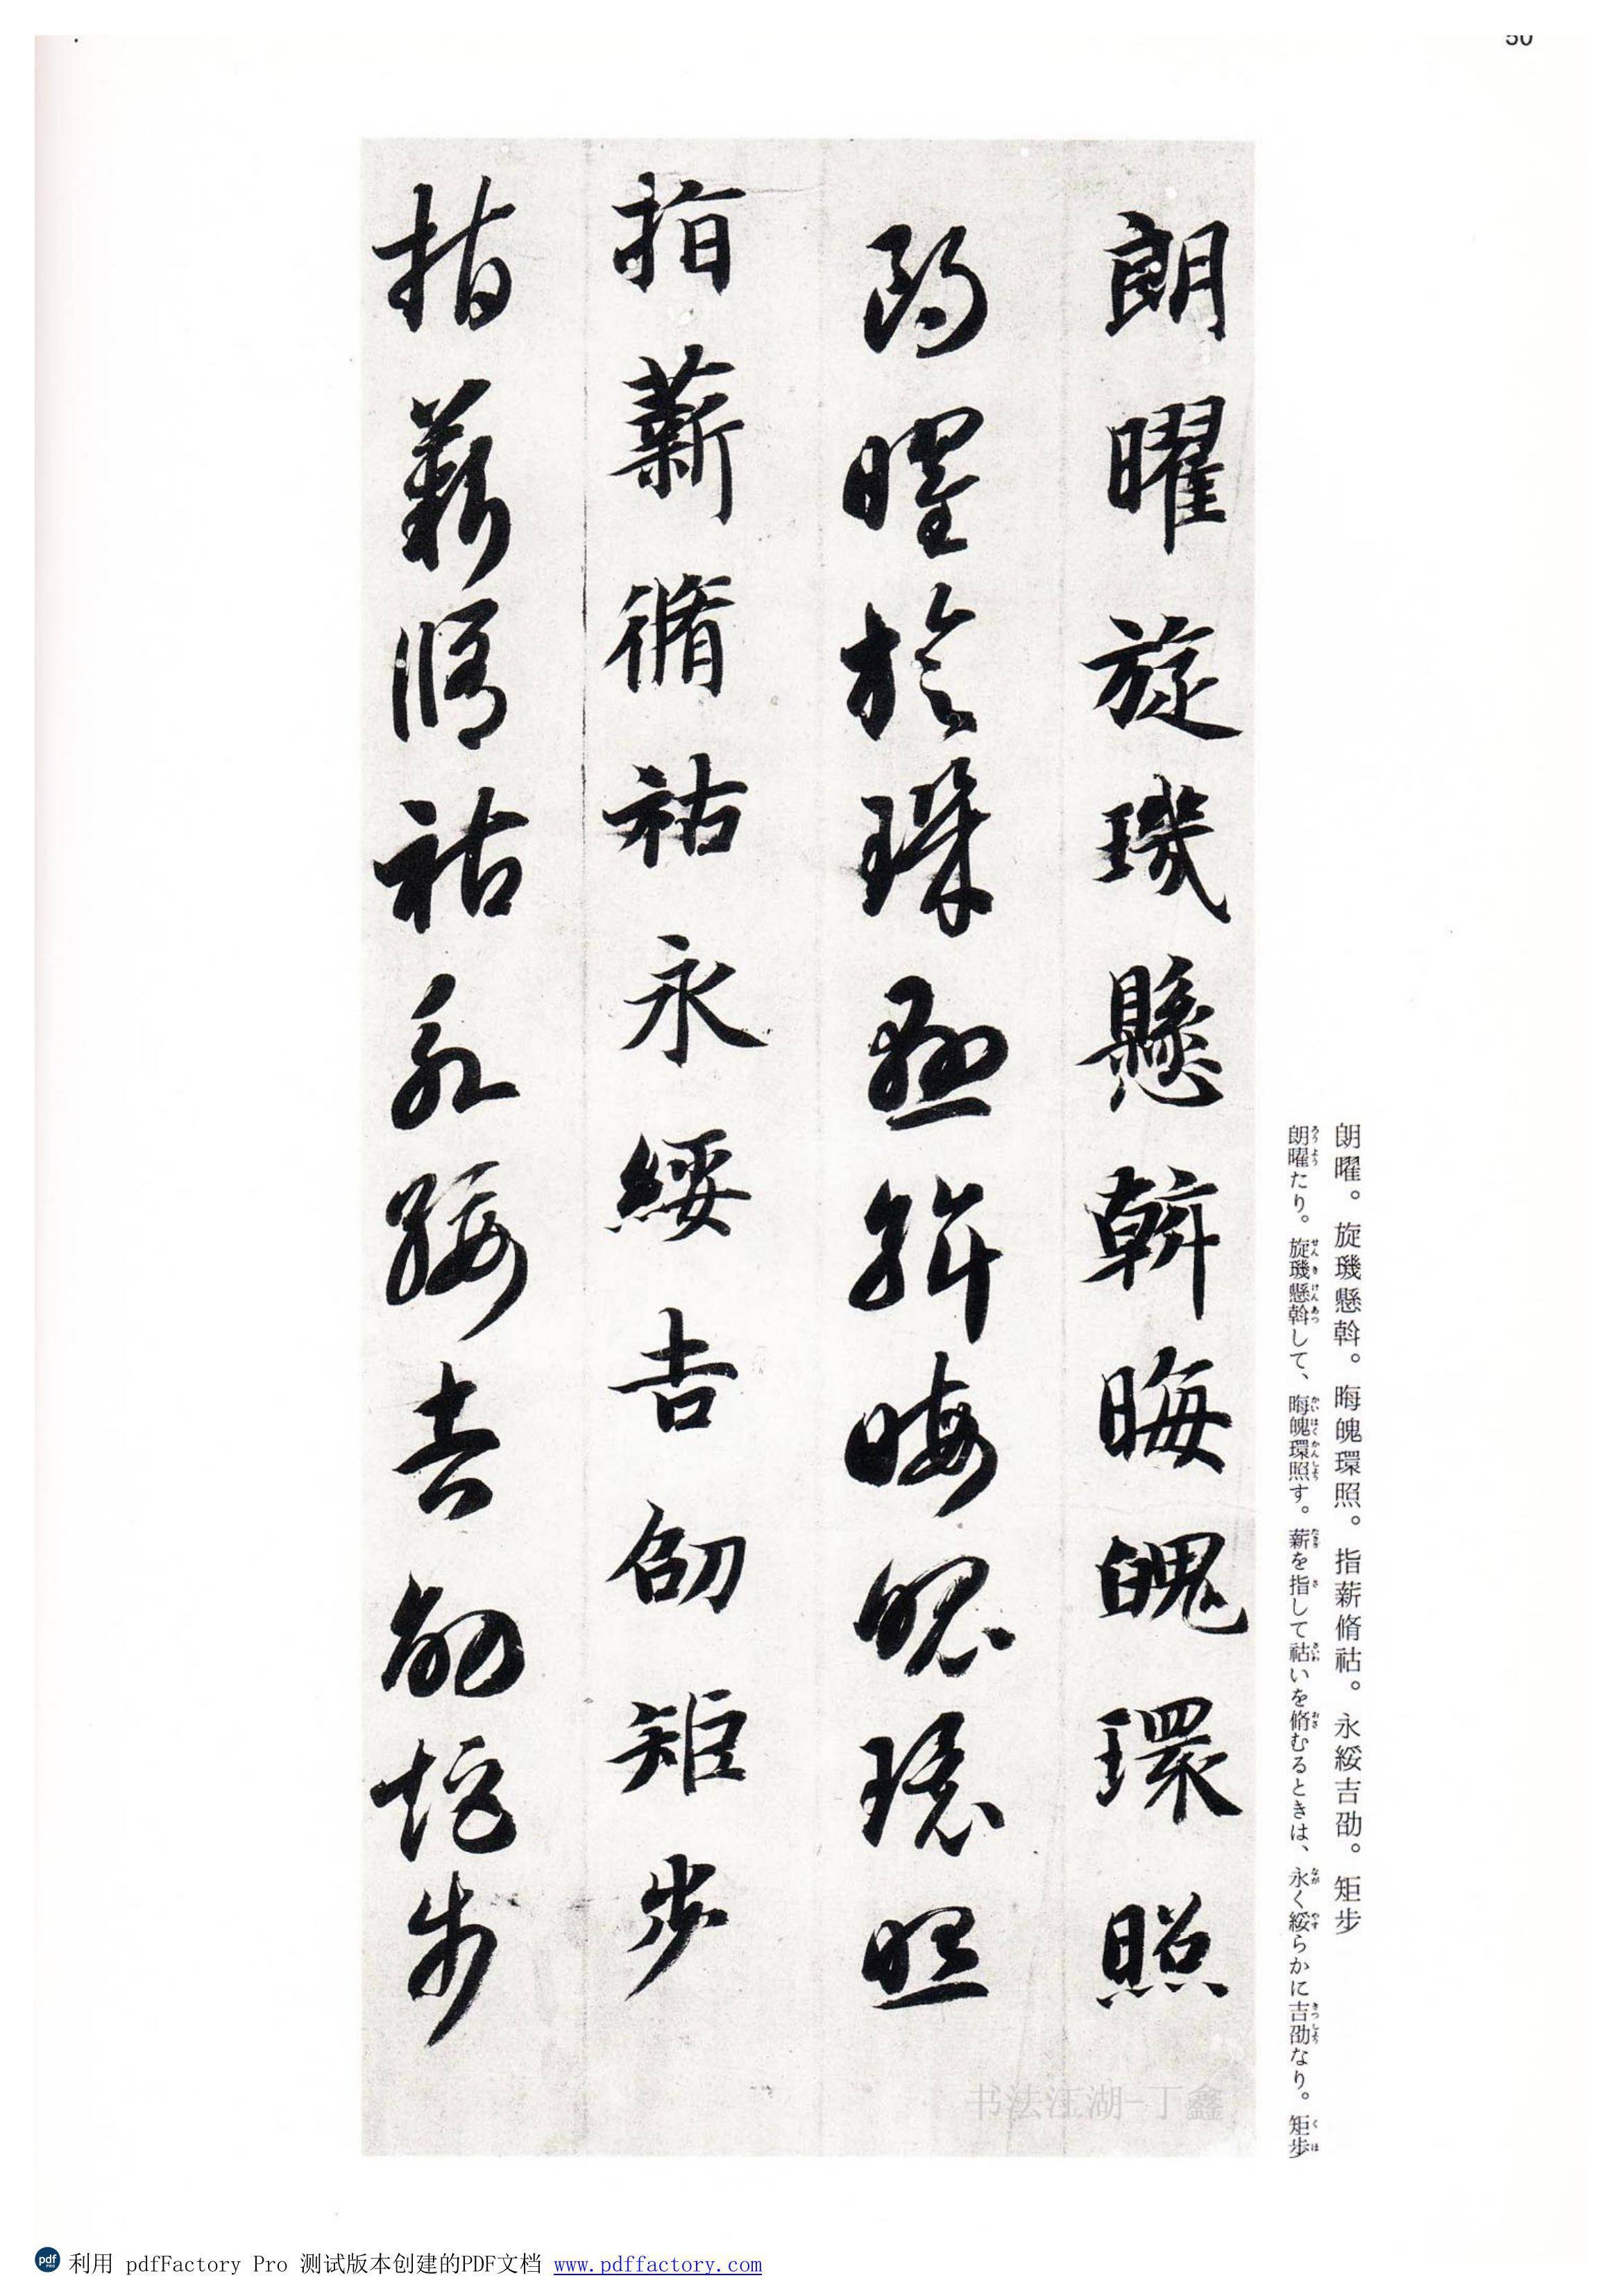 50
朗曜。旋璣懸斡。晦魄環照。指薪脩祜。永綏吉劭。矩步
朗曜たり。旋璣懸斡して、晦魄環照す。薪を指して祜いを脩むるときは、永く綏らかに吉劭なり。矩步
朗曜旋璣懸斡晦魄環照
朗曜旋璣懸斡晦魄環照
指薪脩祜永綏吉劭矩步
指薪脩祜永綏吉劭矩步
书法江湖-丁鑫
利用 pdfFactory Pro 测试版本创建的PDF文档 www.pdffactory.com